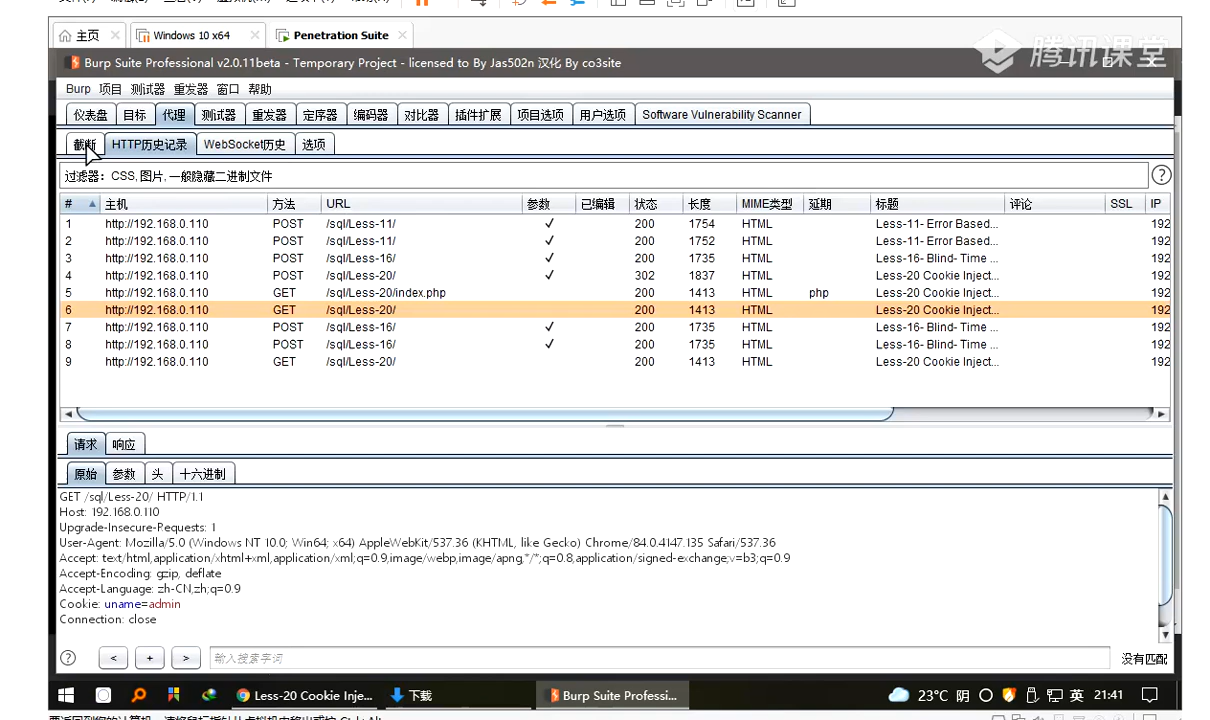 主页 Windows 10 x64 Penetration Suite
腾讯课堂
Burp Suite Professional v2.0.11beta - Temporary Project - licensed to By Jas502n 汉化 By co3site
Burp 项目 测试器 重发器 窗口 帮助
仪表盘 目标 代理 测试器 重发器 定序器 编码器 对比器 插件扩展 项目选项 用户选项 Software Vulnerability Scanner
截断 HTTP历史记录 WebSocket历史 选项
过滤器：CSS, 图片, 一般隐藏二进制文件
# 主机 方法 URL 参数 已编辑 状态 长度 MIME类型 延期 标题 评论 SSL IP
1 http://192.168.0.110 POST /sql/Less-11/ ✓ 200 1754 HTML Less-11- Error Based... 192
2 http://192.168.0.110 POST /sql/Less-11/ ✓ 200 1752 HTML Less-11- Error Based... 192
3 http://192.168.0.110 POST /sql/Less-16/ ✓ 200 1735 HTML Less-16- Blind- Time ... 192
4 http://192.168.0.110 POST /sql/Less-20/ ✓ 302 1837 HTML Less-20 Cookie Inject... 192
5 http://192.168.0.110 GET /sql/Less-20/index.php 200 1413 HTML php Less-20 Cookie Inject... 192
6 http://192.168.0.110 GET /sql/Less-20/ 200 1413 HTML Less-20 Cookie Inject... 192
7 http://192.168.0.110 POST /sql/Less-16/ ✓ 200 1735 HTML Less-16- Blind- Time ... 192
8 http://192.168.0.110 POST /sql/Less-16/ ✓ 200 1735 HTML Less-16- Blind- Time ... 192
9 http://192.168.0.110 GET /sql/Less-20/ 200 1413 HTML Less-20 Cookie Inject... 192
请求 响应
原始 参数 头 十六进制
GET /sql/Less-20/ HTTP/1.1
Host: 192.168.0.110
Upgrade-Insecure-Requests: 1
User-Agent: Mozilla/5.0 (Windows NT 10.0; Win64; x64) AppleWebKit/537.36 (KHTML, like Gecko) Chrome/84.0.4147.135 Safari/537.36
Accept: text/html,application/xhtml+xml,application/xml;q=0.9,image/webp,image/apng,*/*;q=0.8,application/signed-exchange;v=b3;q=0.9
Accept-Encoding: gzip, deflate
Accept-Language: zh-CN,zh;q=0.9
Cookie: uname=admin
Connection: close
? < + > 输入搜索字词 没有匹配
Less-20 Cookie Inje... 下载 Burp Suite Professi... 23°C 阴 英 21:41